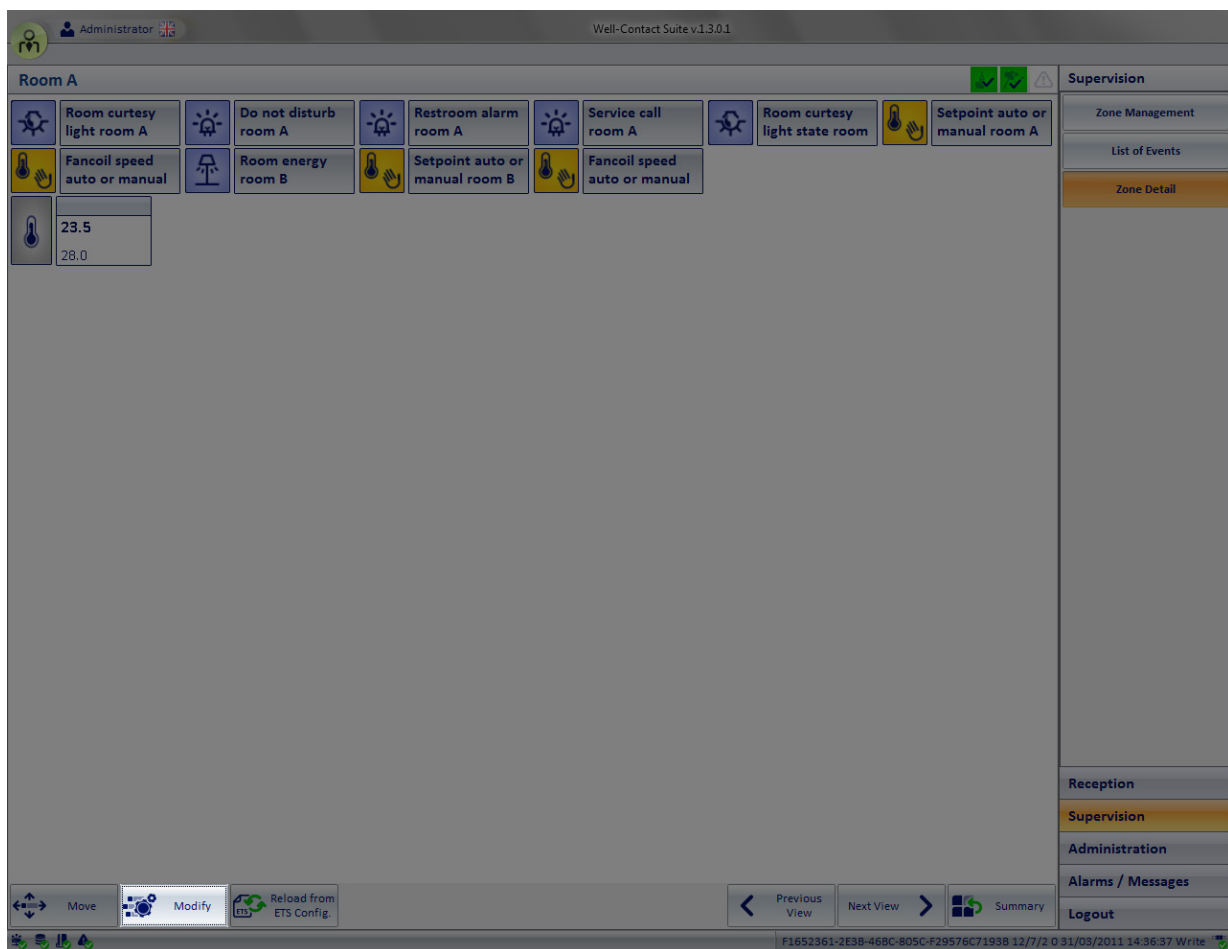 Administrator
Well-Contact Suite v.1.3.0.1
Room A
Supervision
Room curtesy
light room A
Do not disturb
room A
Restroom alarm
room A
Service call
room A
Room curtesy
light state room
Setpoint auto or
manual room A
Zone Management
Fancoil speed
auto or manual
Room energy
room B
Setpoint auto or
manual room B
Fancoil speed
auto or manual
List of Events
Zone Detail
23.5
28.0
Reception
Supervision
Administration
Alarms / Messages
Logout
Move
Modify
ETS
Reload from
ETS Config.
Previous
View
Next View
Summary
F1652361-2E3B-46BC-805C-F29576C7193B 12/7/2 0 31/03/2011 14:36:37 Write